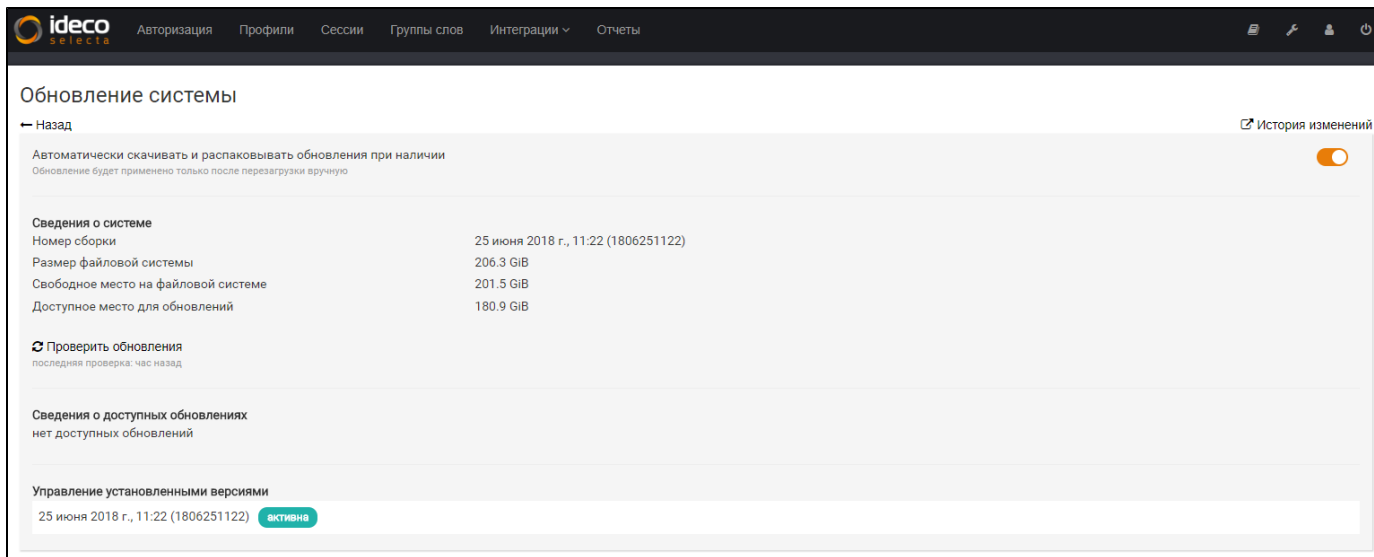 ideco
selecta
Авторизация Профили Сессии Группы слов Интеграции Отчеты
Обновление системы
← Назад
История изменений
Автоматически скачивать и распаковывать обновления при наличии
Обновление будет применено только после перезагрузки вручную
Сведения о системе
Номер сборки 25 июня 2018 г., 11:22 (1806251122)
Размер файловой системы 206.3 GiB
Свободное место на файловой системе 201.5 GiB
Доступное место для обновлений 180.9 GiB
Проверить обновления
последняя проверка: час назад
Сведения о доступных обновлениях
нет доступных обновлений
Управление установленными версиями
25 июня 2018 г., 11:22 (1806251122) активна